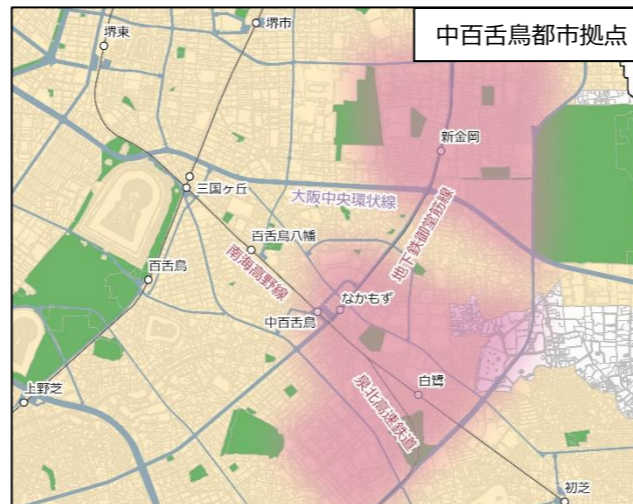 中百舌鳥都市拠点
堺東
堺市
新金岡
三国ヶ丘
大阪中央環状線
地下鉄御堂筋線
百舌鳥八幡
南海高野線
百舌鳥
なかもず
中百舌鳥
白鷺
上野芝
泉北高速鉄道
初芝